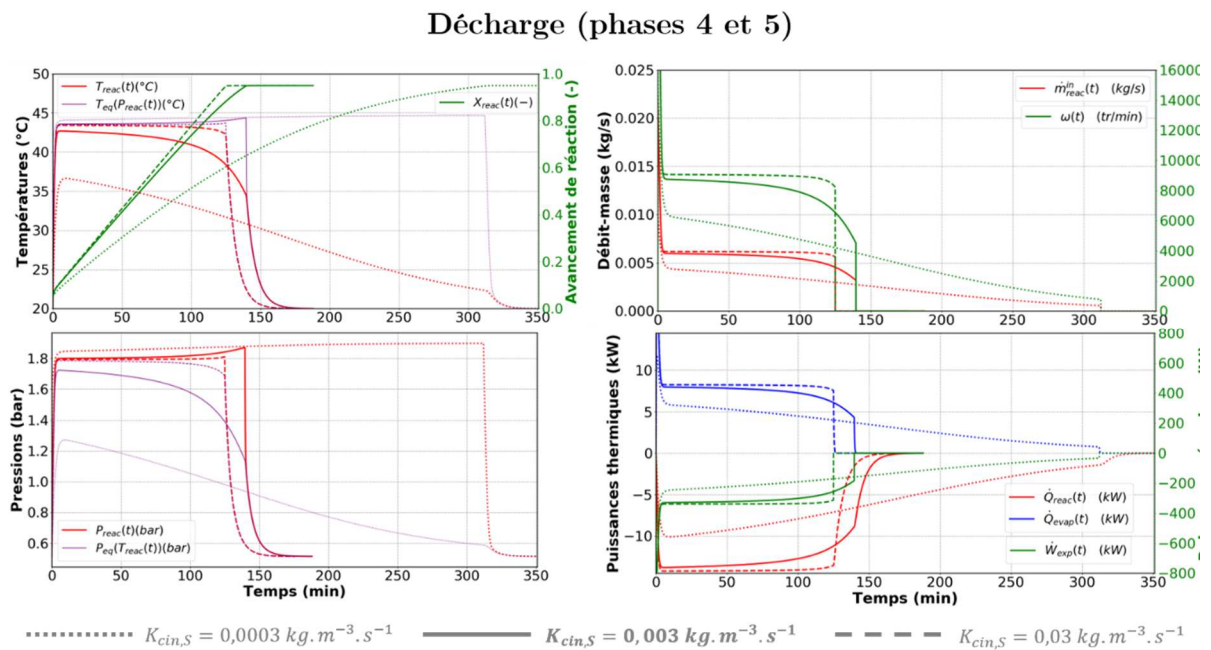 Décharge (phases 4 et 5)
T_reac(t)(°C)
T_eq(P_reac(t))(°C)
X_reac(t)(−)
Températures (°C)
50
45
40
35
30
25
20
Avancement de réaction (-)
1.0
0.8
0.6
0.4
0.2
0.0
0 50 100 150 200 250 300 350
ṁ^in_reac(t) (kg/s)
ω(t) (tr/min)
Débit-masse (kg/s)
0.025
0.020
0.015
0.010
0.005
0.000
16000
14000
12000
10000
8000
6000
4000
2000
0
0 50 100 150 200 250 300 350
Pressions (bar)
1.8
1.6
1.4
1.2
1.0
0.8
0.6
P_reac(t)(bar)
P_eq(T_reac(t))(bar)
0 50 100 150 200 250 300 350
Temps (min)
Puissances thermiques (kW)
10
5
0
−5
−10
800
600
400
200
0
−200
−400
−600
−800
Q̇_reac(t) (kW)
Q̇_evap(t) (kW)
Ẇ_exp(t) (kW)
0 50 100 150 200 250 300 350
Temps (min)
K_cin,S = 0,0003 kg.m⁻³.s⁻¹
K_cin,S = 0,003 kg.m⁻³.s⁻¹
K_cin,S = 0,03 kg.m⁻³.s⁻¹